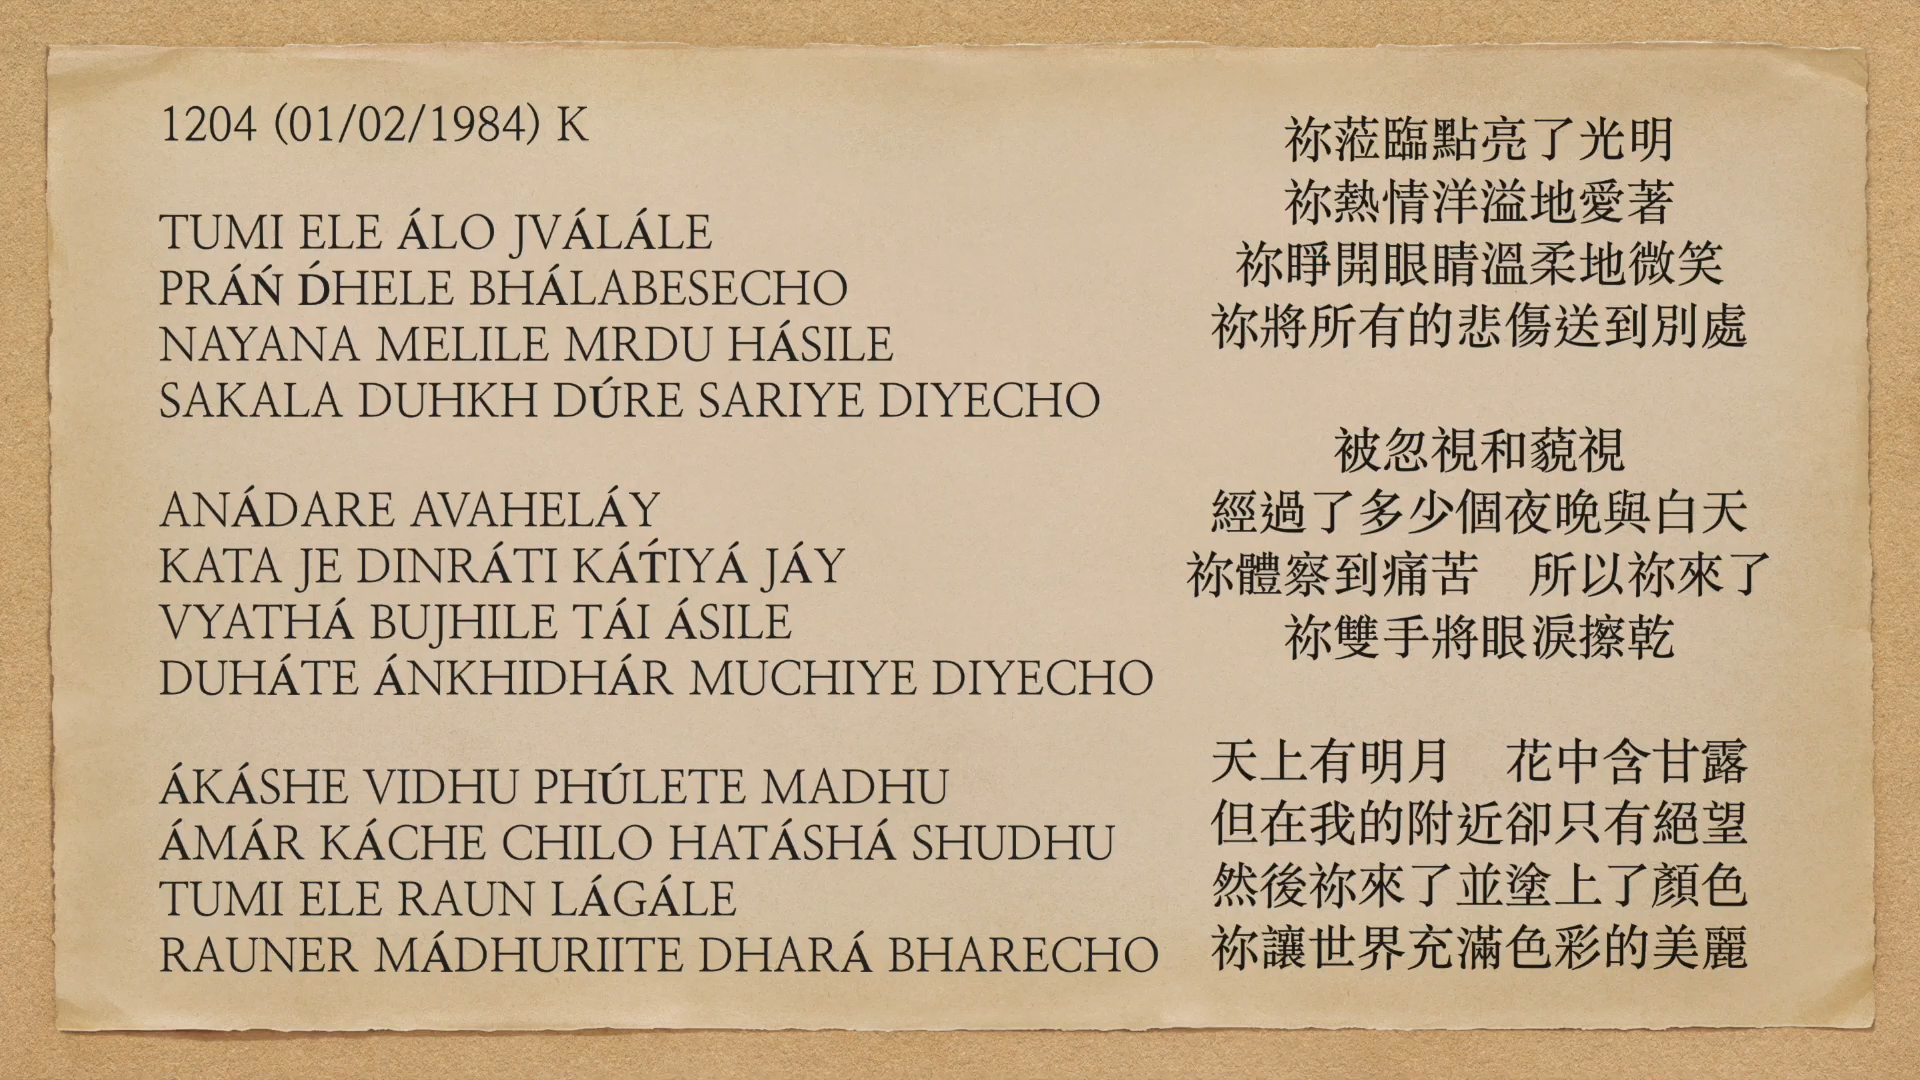 1204 (01/02/1984) K
TUMI ELE ÁLO JVÁLÁLE
PRÁŃ D́HELE BHÁLABESECHO
NAYANA MELILE MRDU HÁSILE
SAKALA DUHKH DÚRE SARIYE DIYECHO
ANÁDARE AVAHELÁY
KATA JE DINRÁTI KÁT́IYÁ JÁY
VYATHÁ BUJHILE TÁI ÁSILE
DUHÁTE ÁNKHIDHÁR MUCHIYE DIYECHO
ÁKÁSHE VIDHU PHÚLETE MADHU
ÁMÁR KÁCHE CHILO HATÁSHÁ SHUDHU
TUMI ELE RAUN LÁGÁLE
RAUNER MÁDHURIITE DHARÁ BHARECHO
祢蒞臨點亮了光明
祢熱情洋溢地愛著
祢睜開眼睛溫柔地微笑
祢將所有的悲傷送到別處
被忽視和藐視
經過了多少個夜晚與白天
祢體察到痛苦　所以祢來了
祢雙手將眼淚擦乾
天上有明月　花中含甘露
但在我的附近卻只有絕望
然後祢來了並塗上了顏色
祢讓世界充滿色彩的美麗